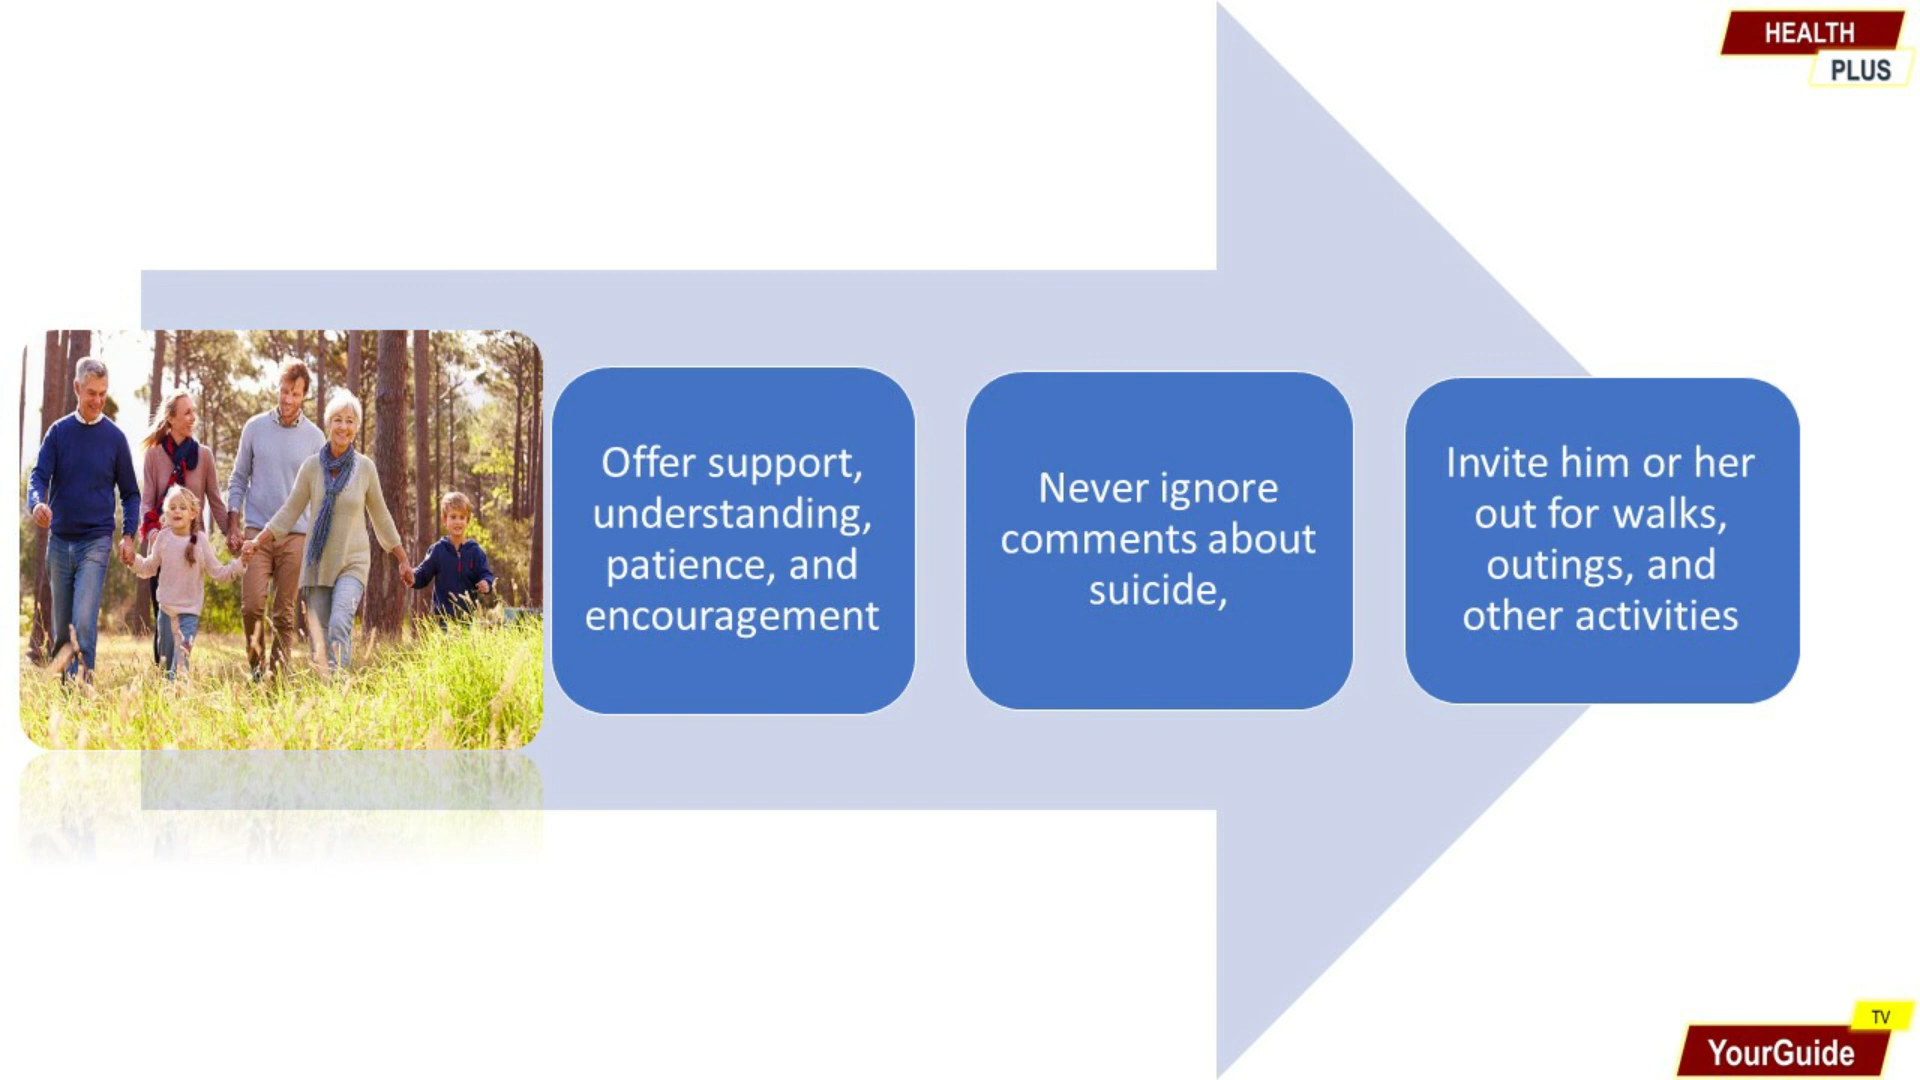 HEALTH
PLUS
Offer support,
understanding,
patience, and
encouragement
Never ignore
comments about
suicide,
Invite him or her
out for walks,
outings, and
other activities
TV
YourGuide